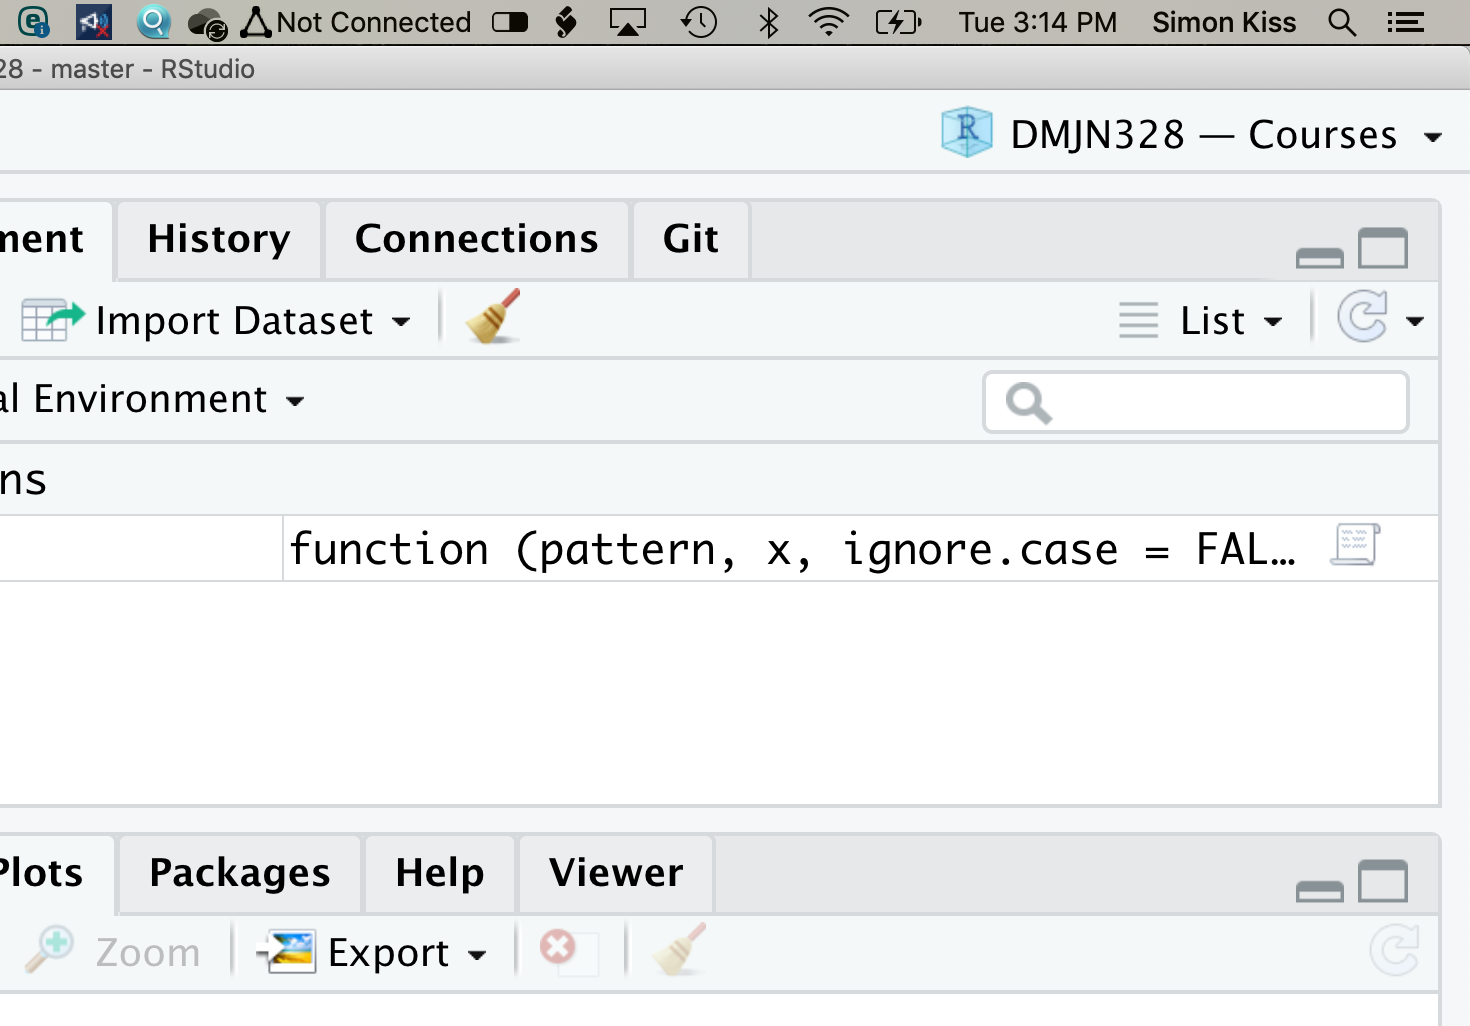 Not Connected Tue 3:14 PM Simon Kiss
28 - master - RStudio
DMJN328 — Courses
ment History Connections Git
Import Dataset List
al Environment
ns
function (pattern, x, ignore.case = FAL…
Plots Packages Help Viewer
Zoom Export